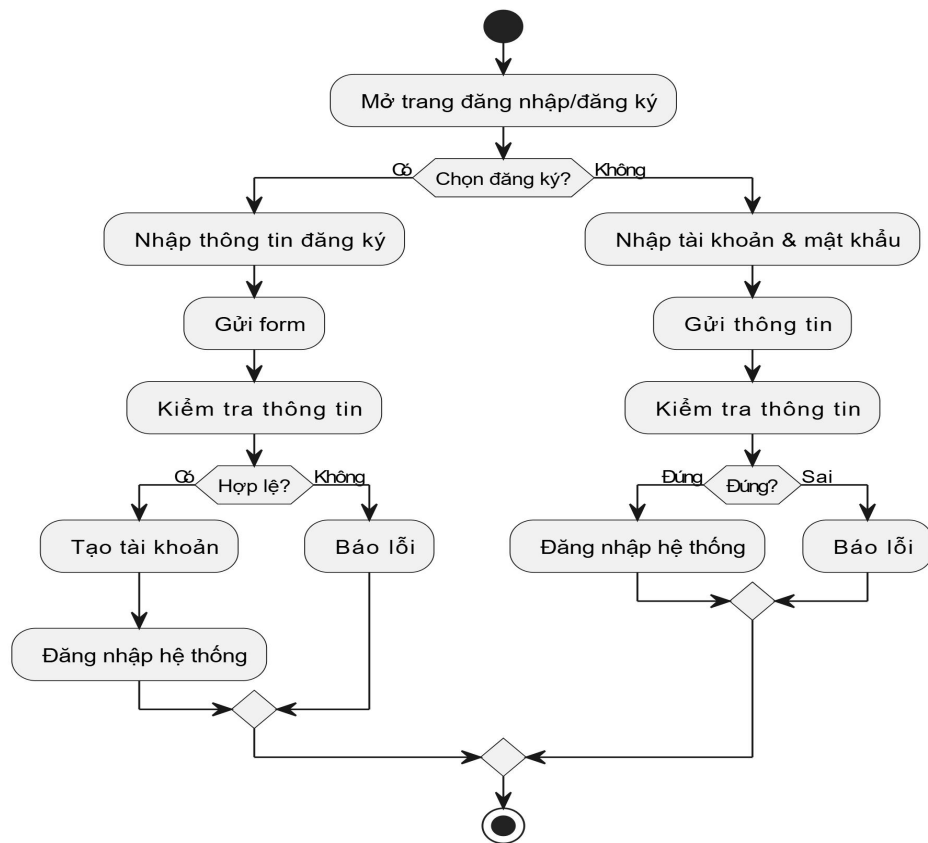 Mở trang đăng nhập/đăng ký
Có
Chọn đăng ký?
Không
Nhập thông tin đăng ký
Nhập tài khoản & mật khẩu
Gửi form
Gửi thông tin
Kiểm tra thông tin
Kiểm tra thông tin
Có
Hợp lệ?
Không
Đúng
Đúng?
Sai
Tạo tài khoản
Báo lỗi
Đăng nhập hệ thống
Báo lỗi
Đăng nhập hệ thống